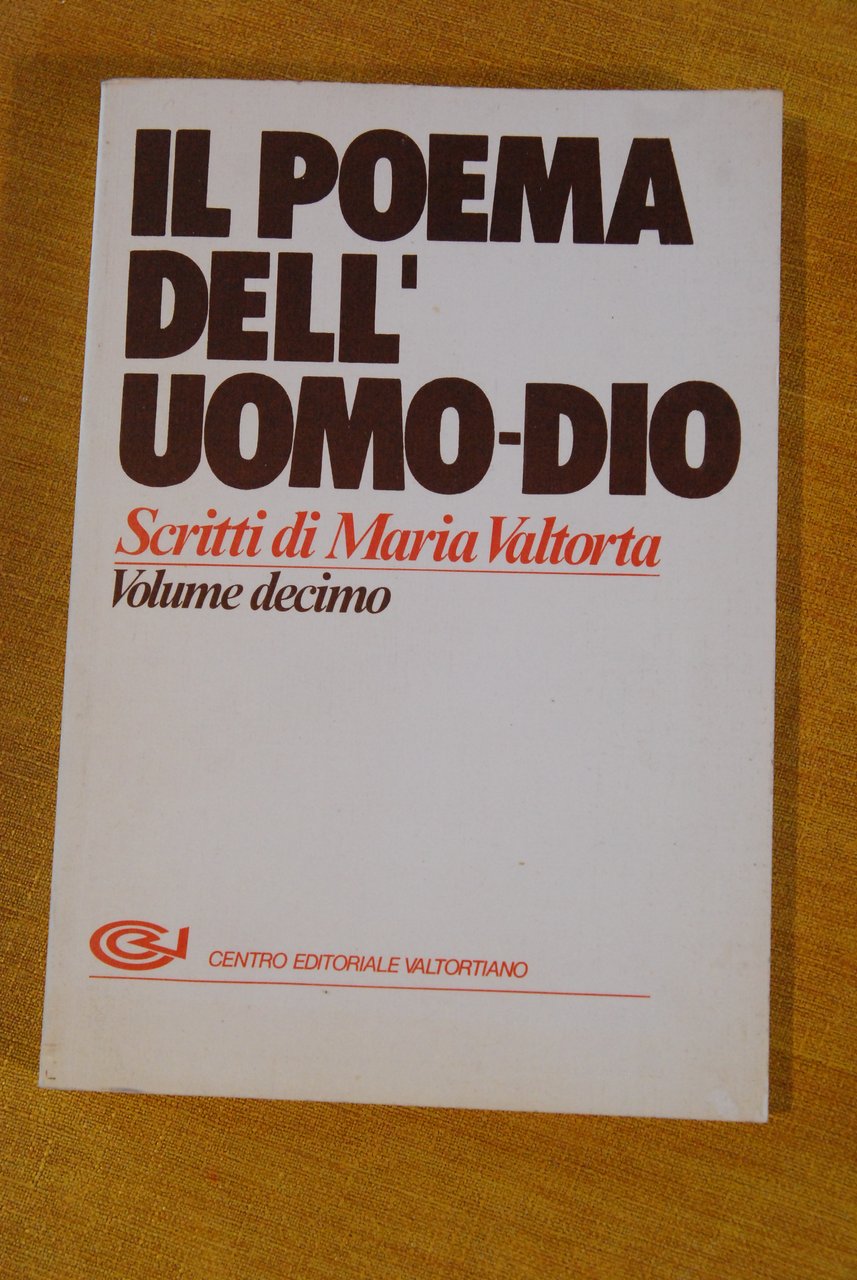 IL POEMA
DELL'
UOMO-DIO
Scritti di Maria Valtorta
Volume decimo
CENTRO EDITORIALE VALTORTIANO